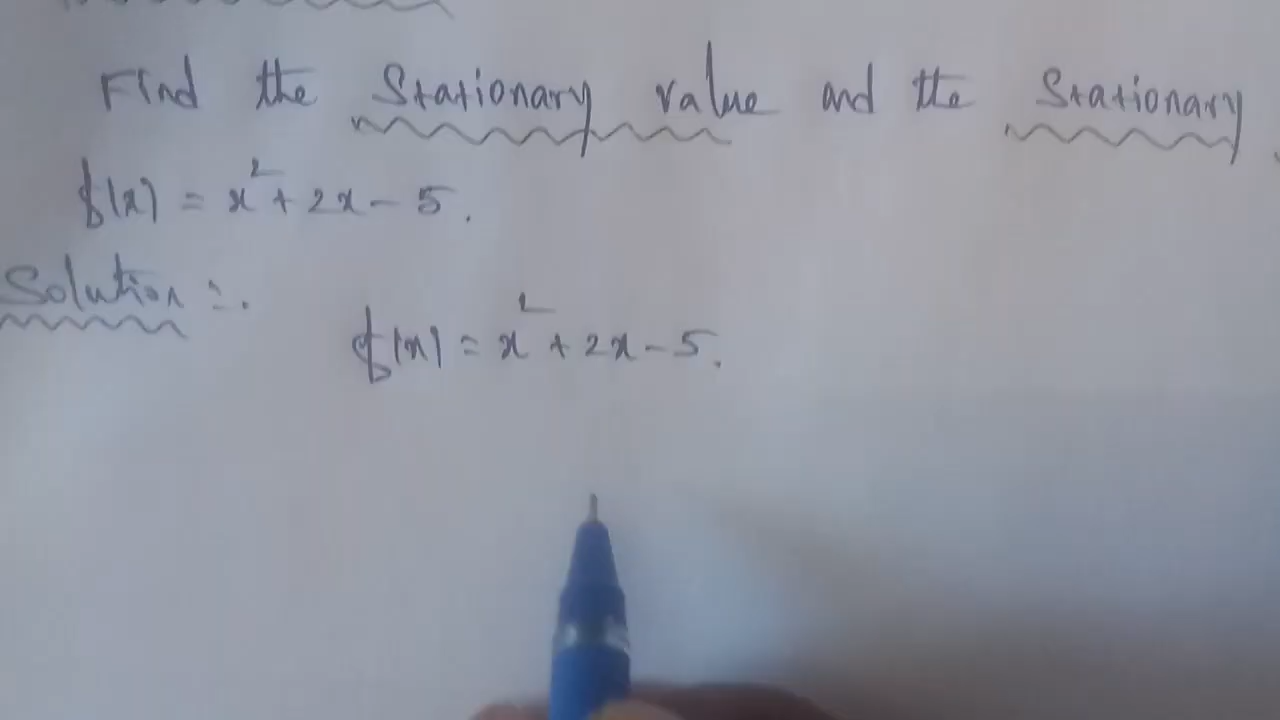 Find the Stationary value and the Stationary
f(x) = x² + 2x - 5.
Solution :-.
f(x) = x² + 2x - 5.